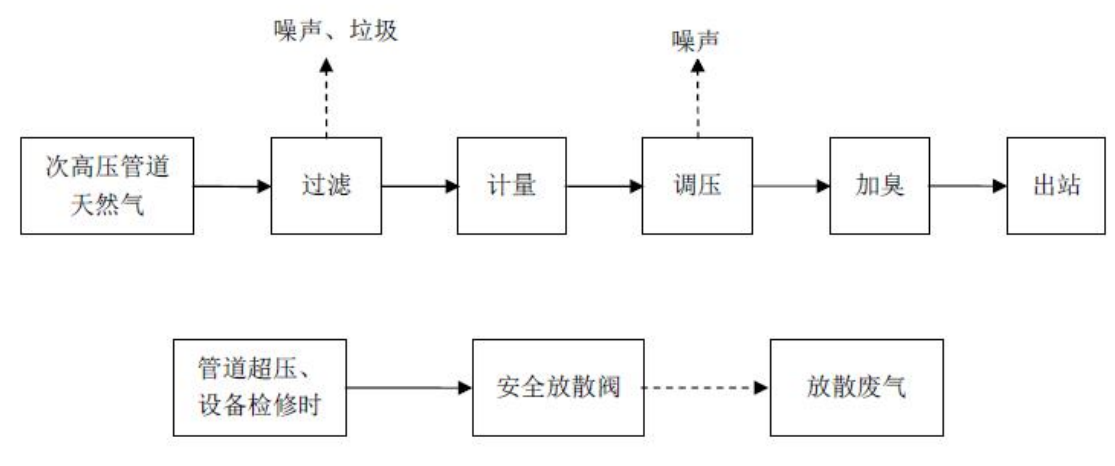 噪声、垃圾
噪声
次高压管道
天然气
过滤
计量
调压
加臭
出站
管道超压、
设备检修时
安全放散阀
放散废气